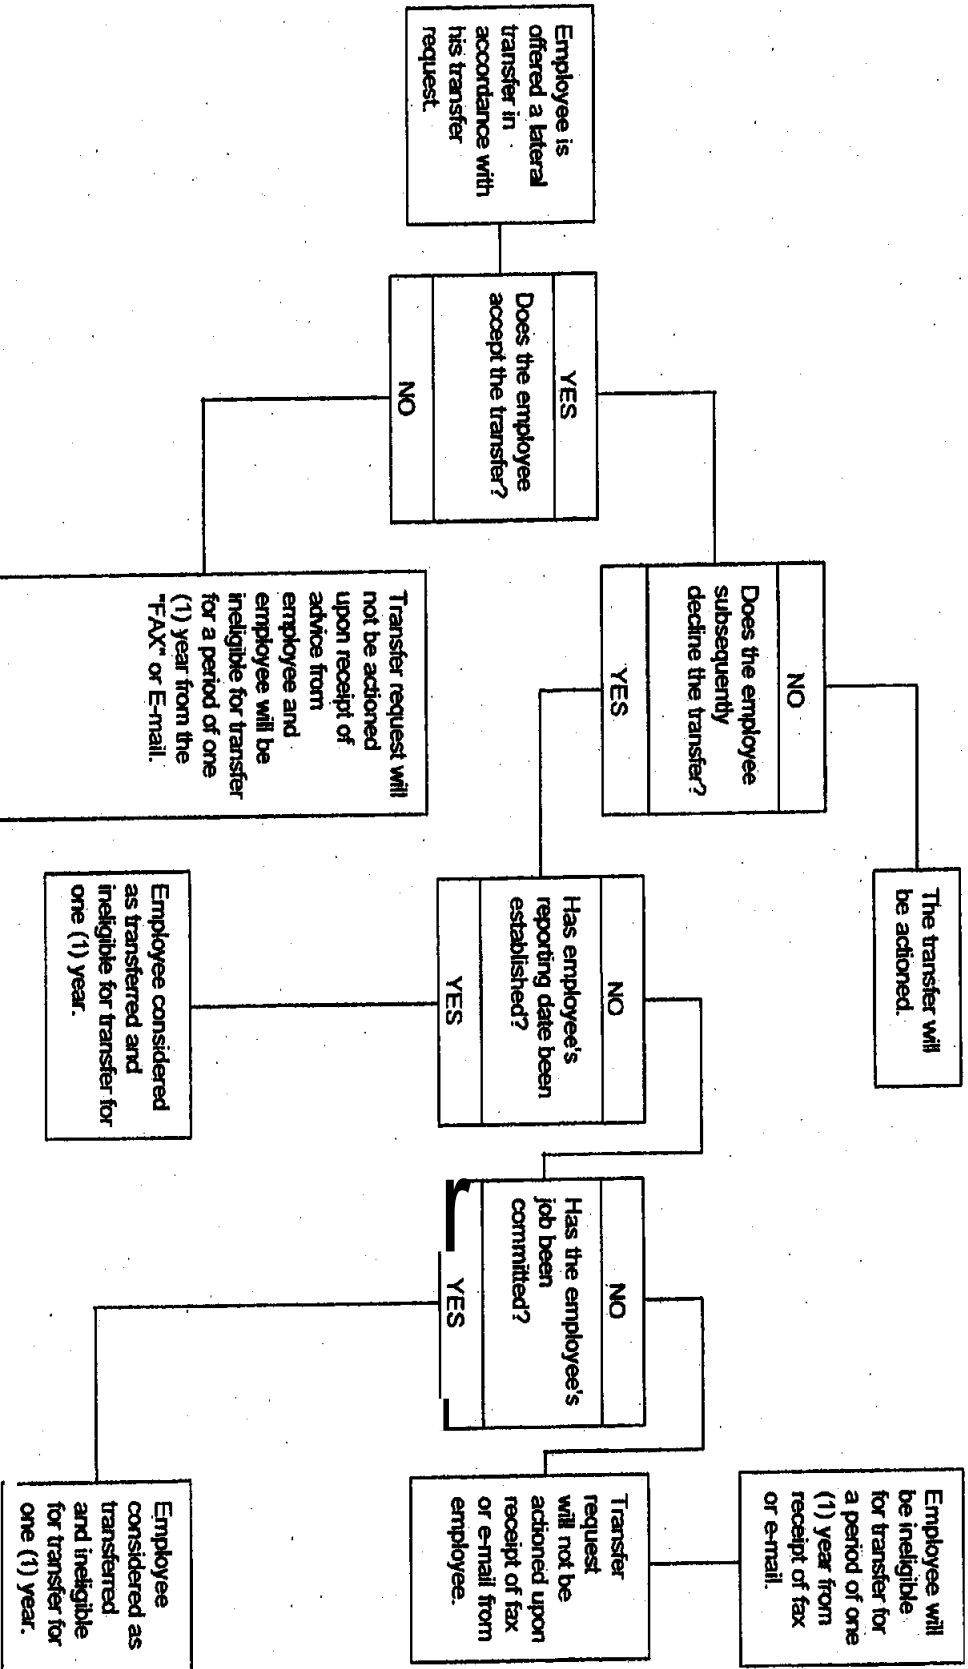 Employee is
offered a lateral
transfer in
accordance with
his transfer
request.
YES
Does the employee
accept the transfer?
NO
NO
Does the employee
subsequently
decline the transfer?
YES
The transfer will
be actioned.
Transfer request will
not be actioned
upon receipt of
advice from
employee and
employee will be
ineligible for transfer
for a period of one
(1) year from the
"FAX" or E-mail.
NO
Has employee's
reporting date been
established?
YES
Employee considered
as transferred and
ineligible for transfer for
one (1) year.
NO
Has the employee's
job been
committed?
YES
Employee will
be ineligible
for transfer for
a period of one
(1) year from
receipt of fax
or e-mail.
Transfer
request
will not be
actioned upon
receipt of fax
or e-mail from
employee.
Employee
considered as
transferred
and ineligible
for transfer for
one (1) year.